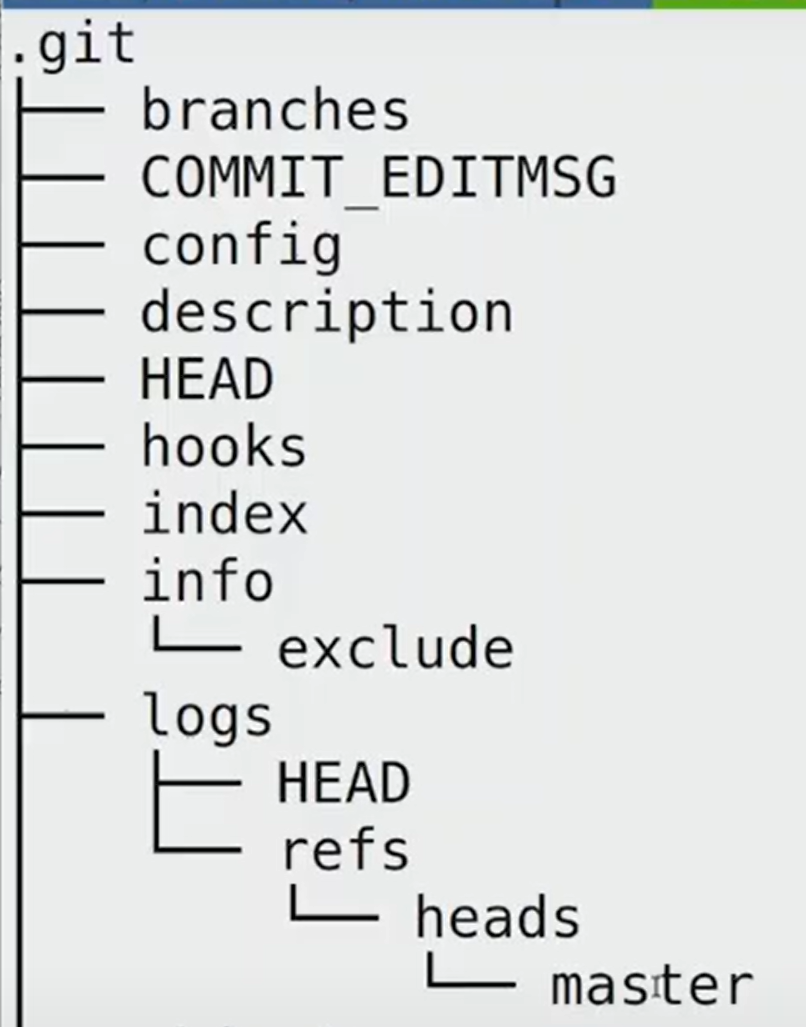 .git
branches
COMMIT_EDITMSG
config
description
HEAD
hooks
index
info
exclude
logs
HEAD
refs
heads
master